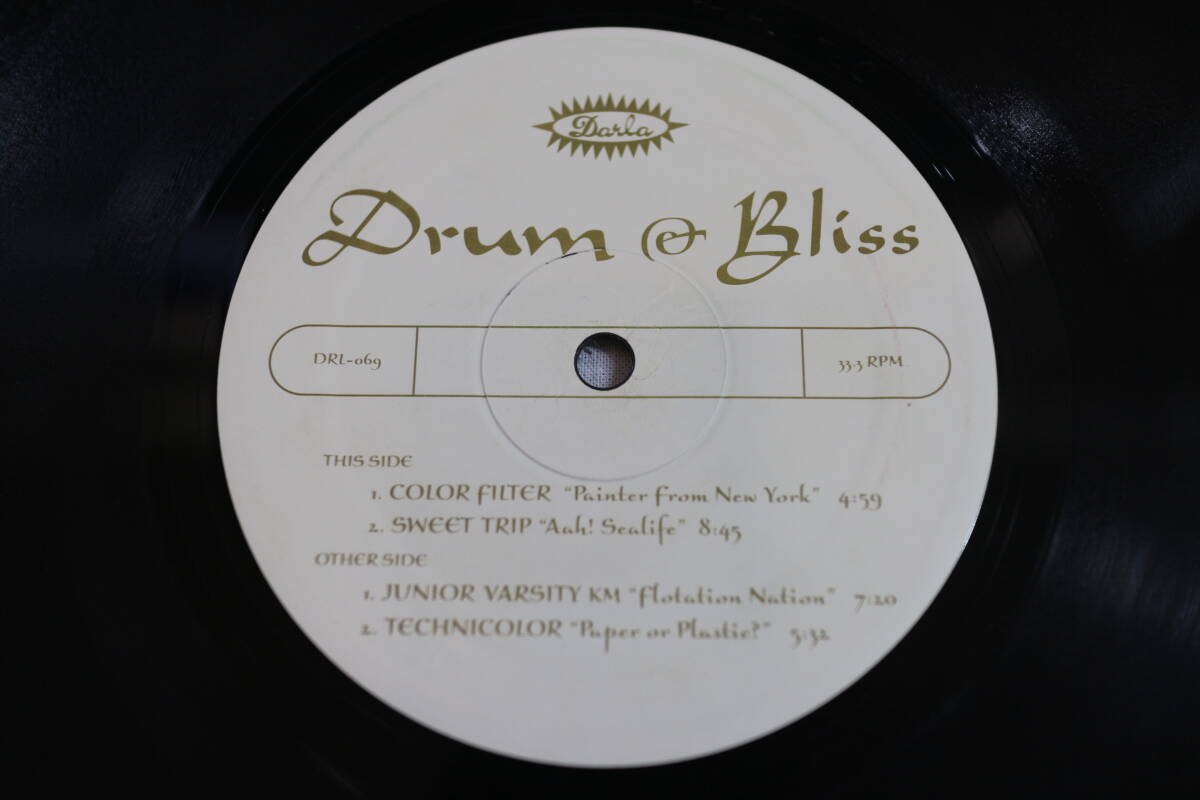 Darla
Drum & Bliss
DRL-069
33.3 RPM
THIS SIDE
1. COLOR FILTER “Painter from New York” 4:59
2. SWEET TRIP “Aah! Sealife” 8:45
OTHER SIDE
1. JUNIOR VARSITY KM “Flotation Nation” 7:20
2. TECHNICOLOR “Paper or Plastic?” 5:32